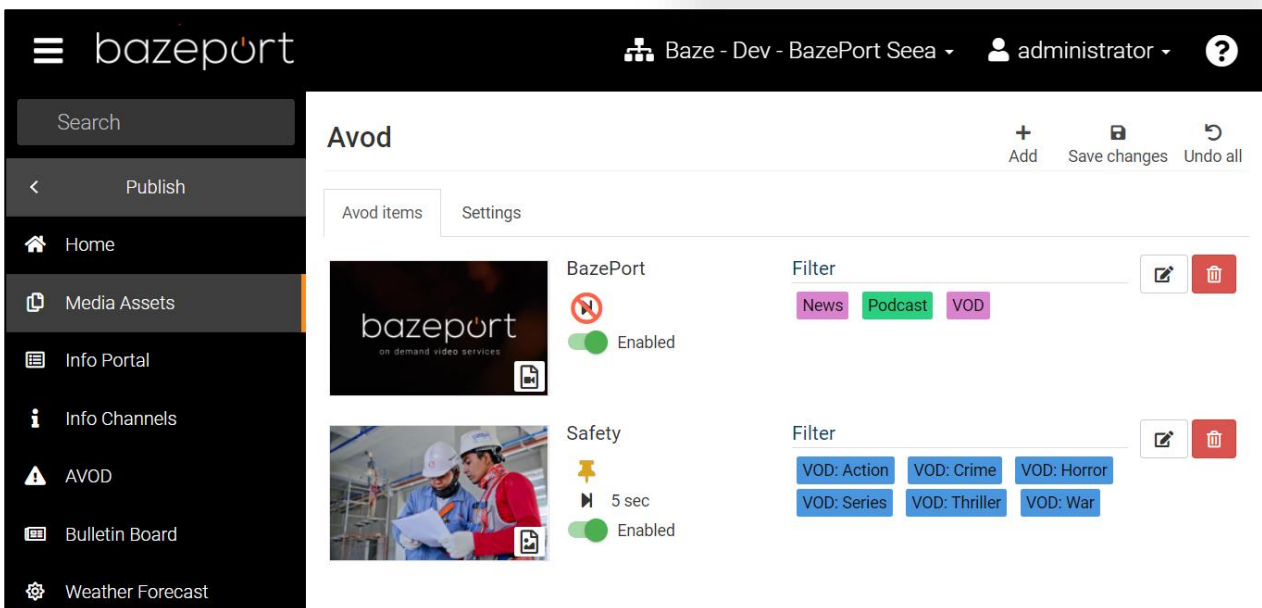 bazeport
Baze - Dev - BazePort Seea
administrator
?
Search
Avod
Add
Save changes
Undo all
Publish
Avod items
Settings
Home
Media Assets
Info Portal
Info Channels
AVOD
Bulletin Board
Weather Forecast
bazeport
on demand video services
BazePort
Enabled
Filter
News Podcast VOD
Safety
5 sec
Enabled
Filter
VOD: Action VOD: Crime VOD: Horror
VOD: Series VOD: Thriller VOD: War